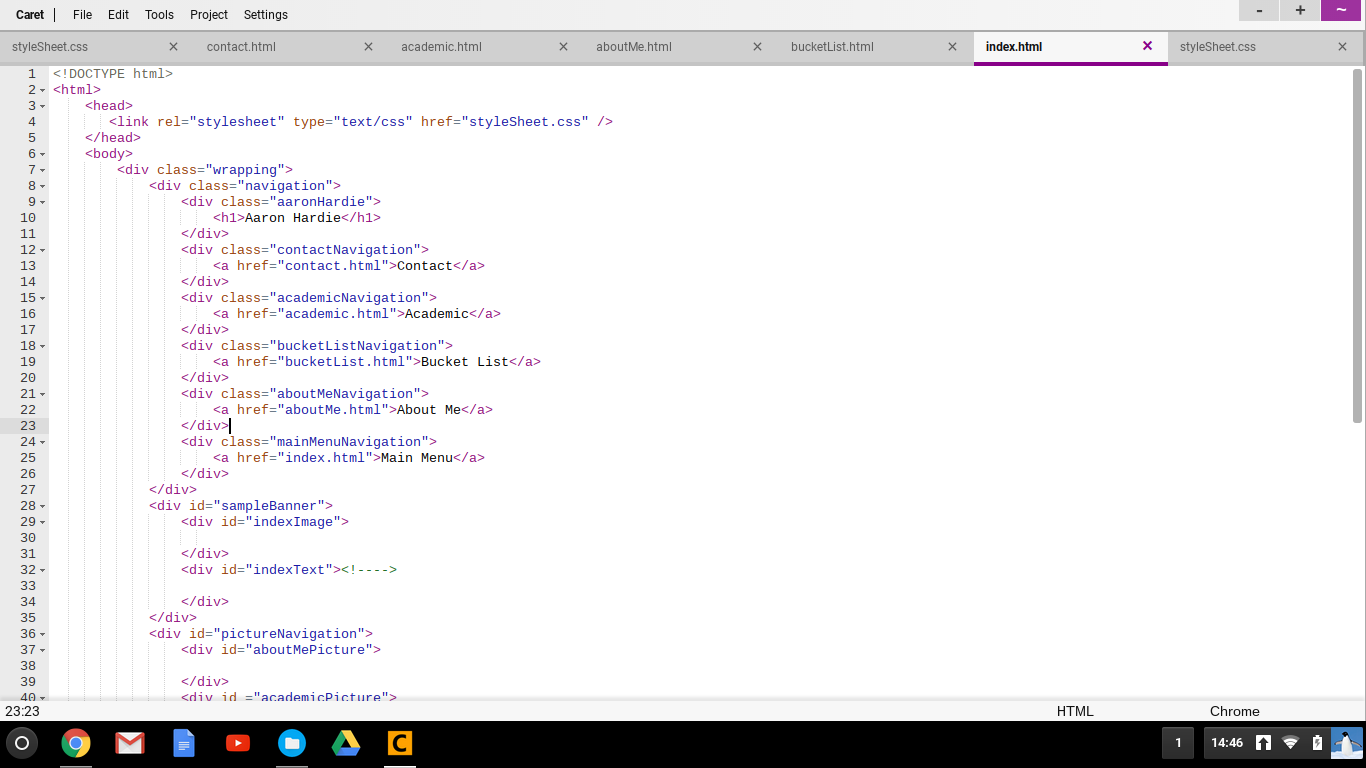 Caret | File Edit Tools Project Settings - + ~
styleSheet.css × contact.html × academic.html × aboutMe.html × bucketList.html × index.html × styleSheet.css ×
1 <!DOCTYPE html>
2 <html>
3 <head>
4 <link rel="stylesheet" type="text/css" href="styleSheet.css" />
5 </head>
6 <body>
7 <div class="wrapping">
8 <div class="navigation">
9 <div class="aaronHardie">
10 <h1>Aaron Hardie</h1>
11 </div>
12 <div class="contactNavigation">
13 <a href="contact.html">Contact</a>
14 </div>
15 <div class="academicNavigation">
16 <a href="academic.html">Academic</a>
17 </div>
18 <div class="bucketListNavigation">
19 <a href="bucketList.html">Bucket List</a>
20 </div>
21 <div class="aboutMeNavigation">
22 <a href="aboutMe.html">About Me</a>
23 </div>
24 <div class="mainMenuNavigation">
25 <a href="index.html">Main Menu</a>
26 </div>
27 </div>
28 <div id="sampleBanner">
29 <div id="indexImage">
30
31 </div>
32 <div id="indexText"><!---->
33
34 </div>
35 </div>
36 <div id="pictureNavigation">
37 <div id="aboutMePicture">
38
39 </div>
40 <div id ="academicPicture">
23:23 HTML Chrome
C 1 14:46